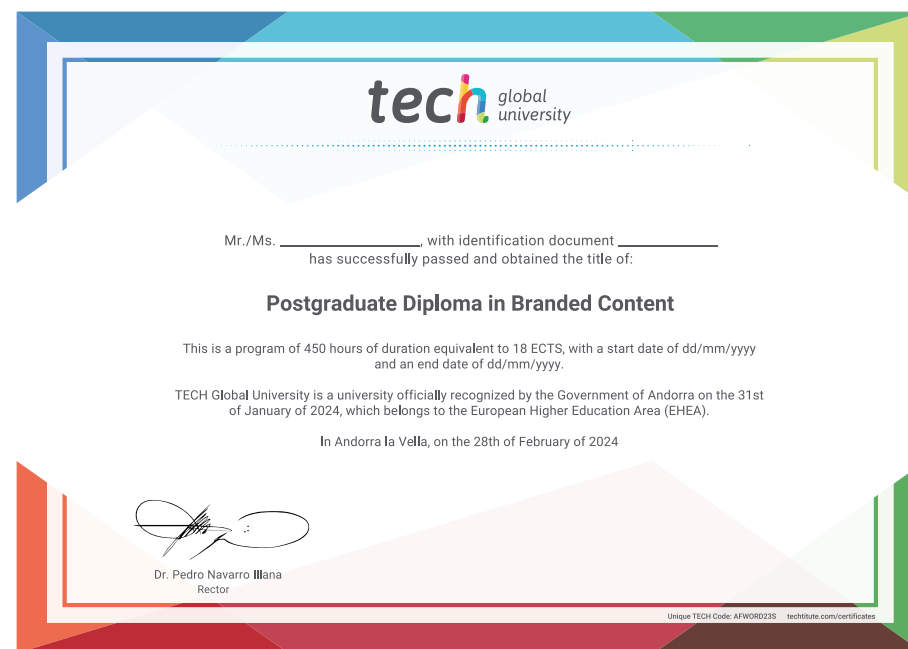 tech global university
Mr./Ms. ____________________, with identification document ______________
has successfully passed and obtained the title of:
Postgraduate Diploma in Branded Content
This is a program of 450 hours of duration equivalent to 18 ECTS, with a start date of dd/mm/yyyy
and an end date of dd/mm/yyyy.
TECH Global University is a university officially recognized by the Government of Andorra on the 31st
of January of 2024, which belongs to the European Higher Education Area (EHEA).
In Andorra la Vella, on the 28th of February of 2024
Dr. Pedro Navarro Illana
Rector
Unique TECH Code: AFWORD23S techtitute.com/certificates